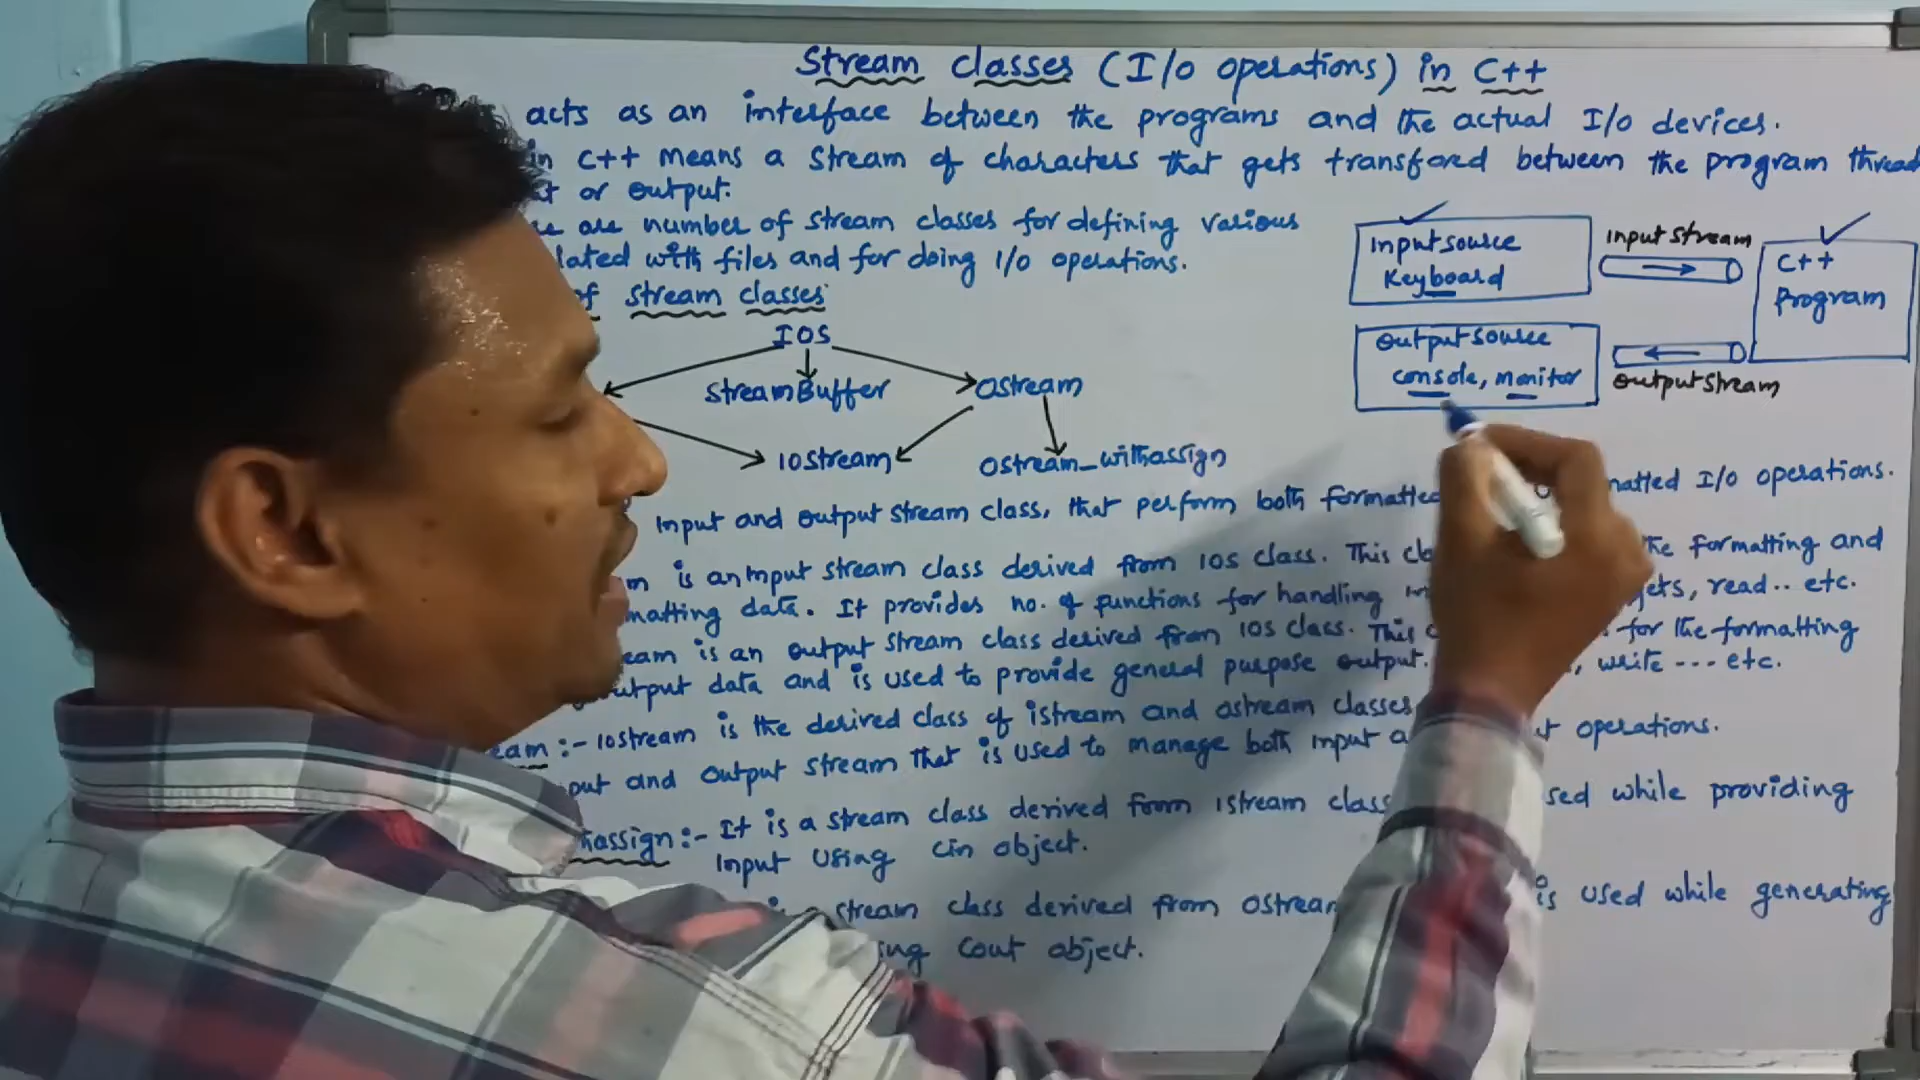 Stream classes (I/o operations) in C++
acts as an interface between the programs and the actual I/o devices.
in C++ means a stream of characters that gets transfored between the program thread
or output.
are number of stream classes for defining various
lated with files and for doing I/o operations.
of stream classes
IOS
StreamBuffer Ostream
Iostream Ostream_withassign
Input source
Keyboard
Input stream
C++
Program
Output source
console, monitor
Output stream
Input and output stream class, that perform both formatted I/o operations.
is an input stream class derived from IOS class. This the formatting and
matting data. It provides no. of functions for handling read.. etc.
eam is an output stream class derived from IOS class. This for the formatting
output data and is used to provide general purpose output. write --- etc.
eam :- Iostream is the derived class of istream and ostream classes
put and output stream that is used to manage both input operations.
hassign :- It is a stream class derived from istream class sed while providing
Input using cin object.
stream class derived from ostream is used while generating
ing cout object.